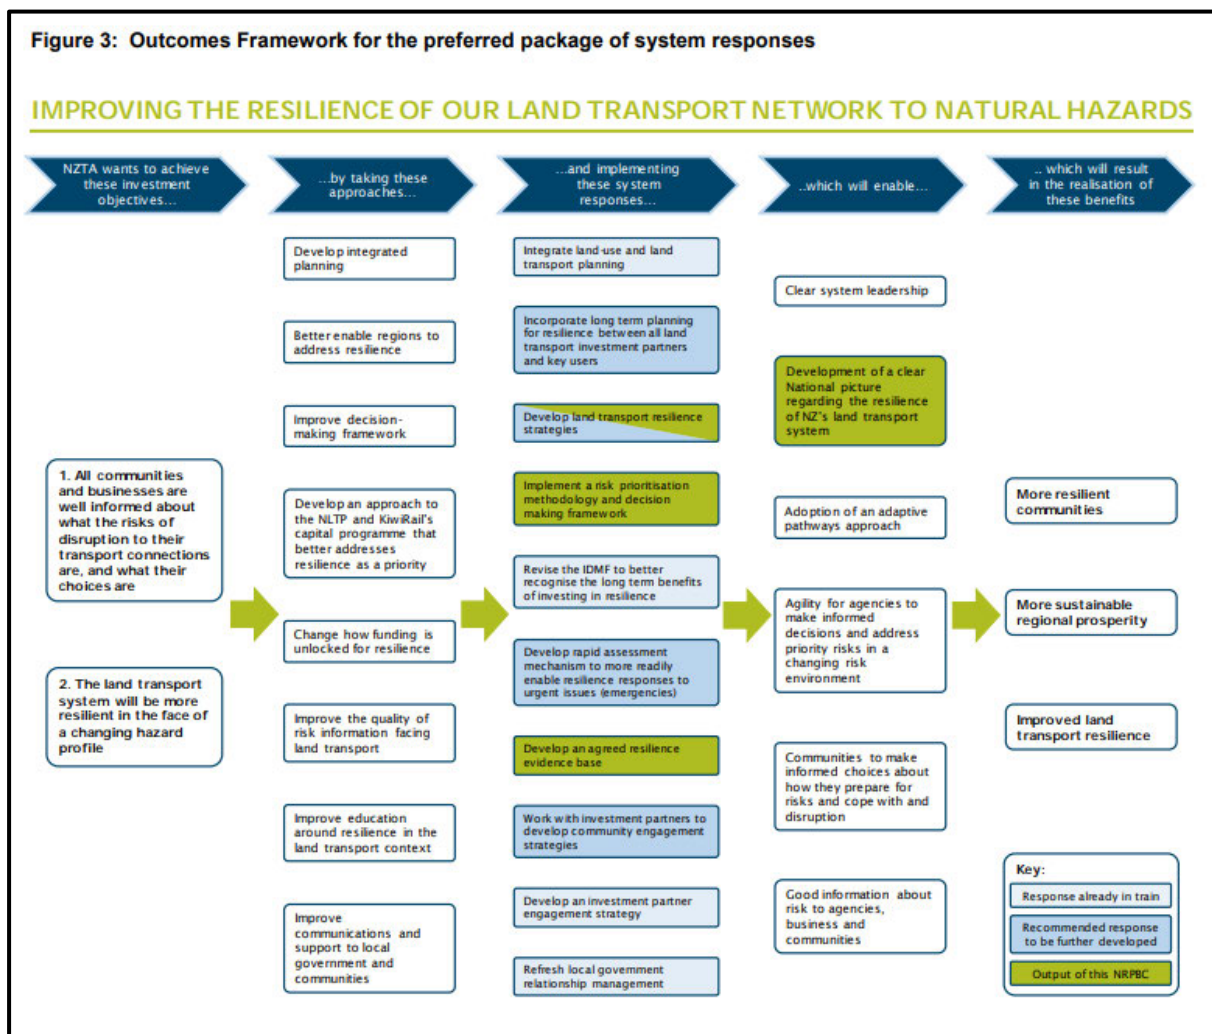 Figure 3:  Outcomes Framework for the preferred package of system responses
IMPROVING THE RESILIENCE OF OUR LAND TRANSPORT NETWORK TO NATURAL HAZARDS
NZTA wants to achieve
these investment
objectives…
…by taking these
approaches…
…and implementing
these system
responses…
..which will enable…
.. which will result
in the realisation of
these benefits
1. All communities
and businesses are
well informed about
what the risks of
disruption to their
transport connections
are, and what their
choices are
2. The land transport
system will be more
resilient in the face of
a changing hazard
profile
Develop integrated
planning
Better enable regions to
address resilience
Improve decision-
making framework
Develop an approach to
the NLTP and KiwiRail's
capital programme that
better addresses
resilience as a priority
Change how funding is
unlocked for resilience
Improve the quality of
risk information facing
land transport
Improve education
around resilience in the
land transport context
Improve
communications and
support to local
government and
communities
Integrate land-use and land
transport planning
Incorporate long term planning
for resilience between all land
transport investment partners
and key users
Develop land transport resilience
strategies
Implement a risk prioritisation
methodology and decision
making framework
Revise the IDMF to better
recognise the long term benefits
of investing in resilience
Develop rapid assessment
mechanism to more readily
enable resilience responses to
urgent issues (emergencies)
Develop an agreed resilience
evidence base
Work with investment partners to
develop community engagement
strategies
Develop an investment partner
engagement strategy
Refresh local government
relationship management
Clear system leadership
Development of a clear
National picture
regarding the resilience
of NZ's land transport
system
Adoption of an adaptive
pathways approach
Agility for agencies to
make informed
decisions and address
priority risks in a
changing risk
environment
Communities to make
informed choices about
how they prepare for
risks and cope with and
disruption
Good information about
risk to agencies,
business and
communities
More resilient
communities
More sustainable
regional prosperity
Improved land
transport resilience
Key:
Response already in train
Recommended response
to be further developed
Output of this NRPBC